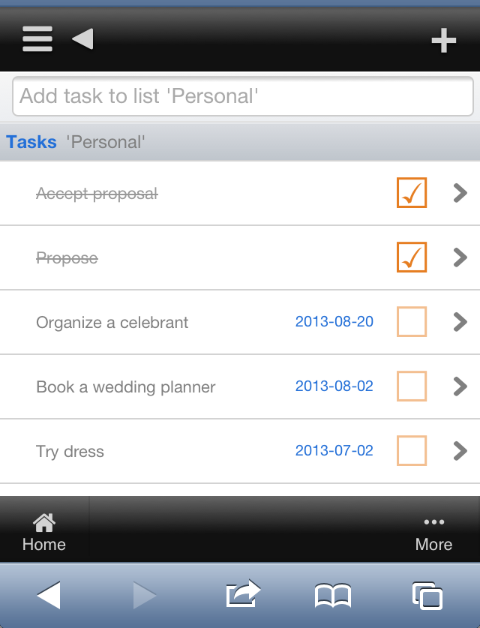 Add task to list 'Personal'
Tasks 'Personal'
Accept proposal
Propose
Organize a celebrant 2013-08-20
Book a wedding planner 2013-08-02
Try dress 2013-07-02
Home More